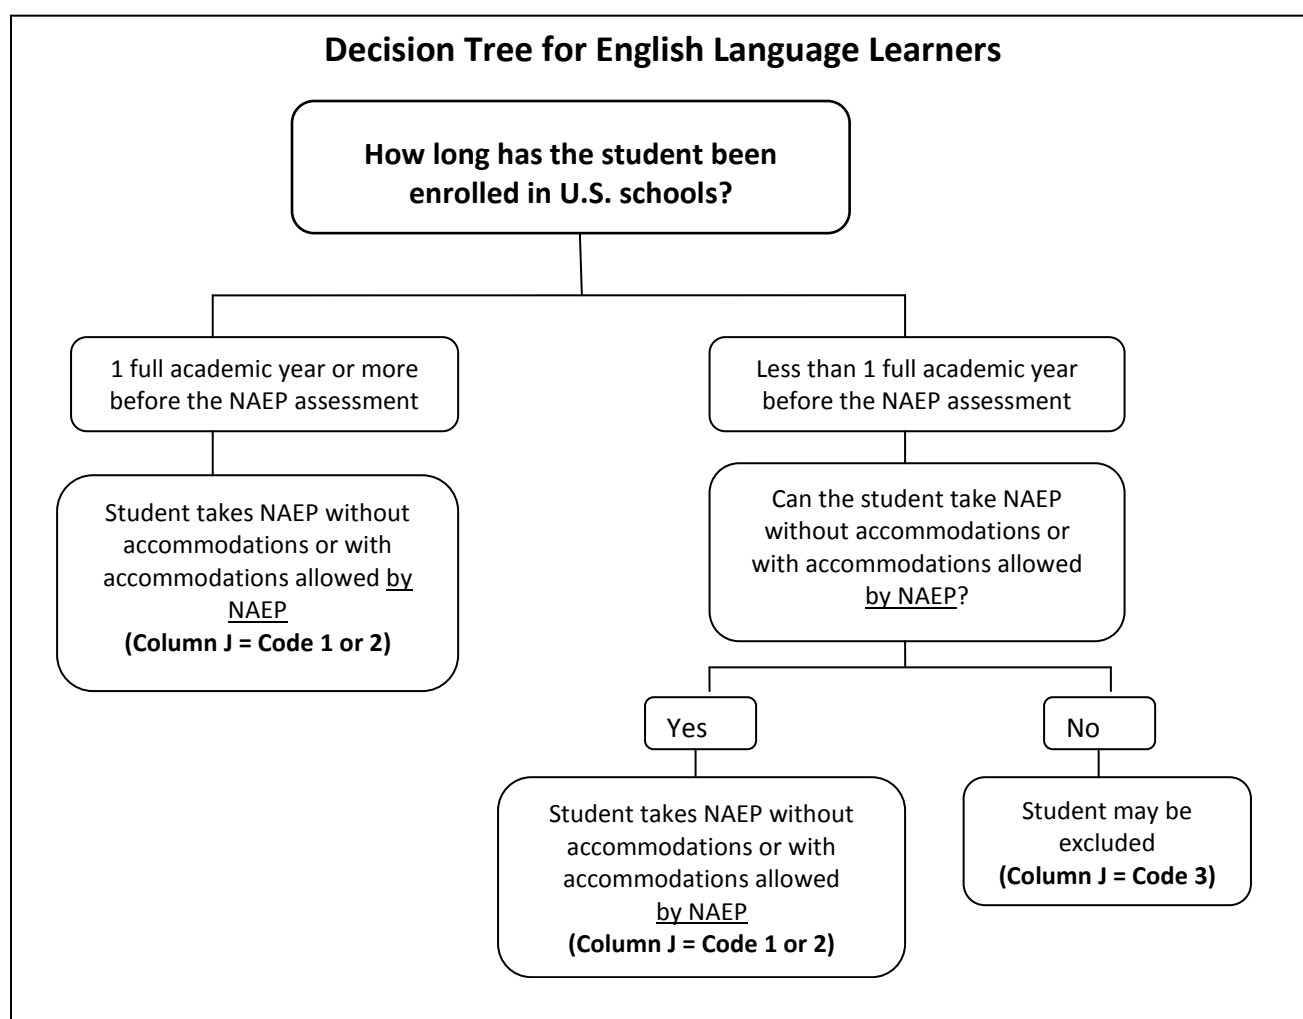 Decision Tree for English Language Learners
How long has the student been
enrolled in U.S. schools?
1 full academic year or more
before the NAEP assessment
Less than 1 full academic year
before the NAEP assessment
Student takes NAEP without
accommodations or with
accommodations allowed by
NAEP
(Column J = Code 1 or 2)
Can the student take NAEP
without accommodations or
with accommodations allowed
by NAEP?
Yes
No
Student takes NAEP without
accommodations or with
accommodations allowed
by NAEP
(Column J = Code 1 or 2)
Student may be
excluded
(Column J = Code 3)